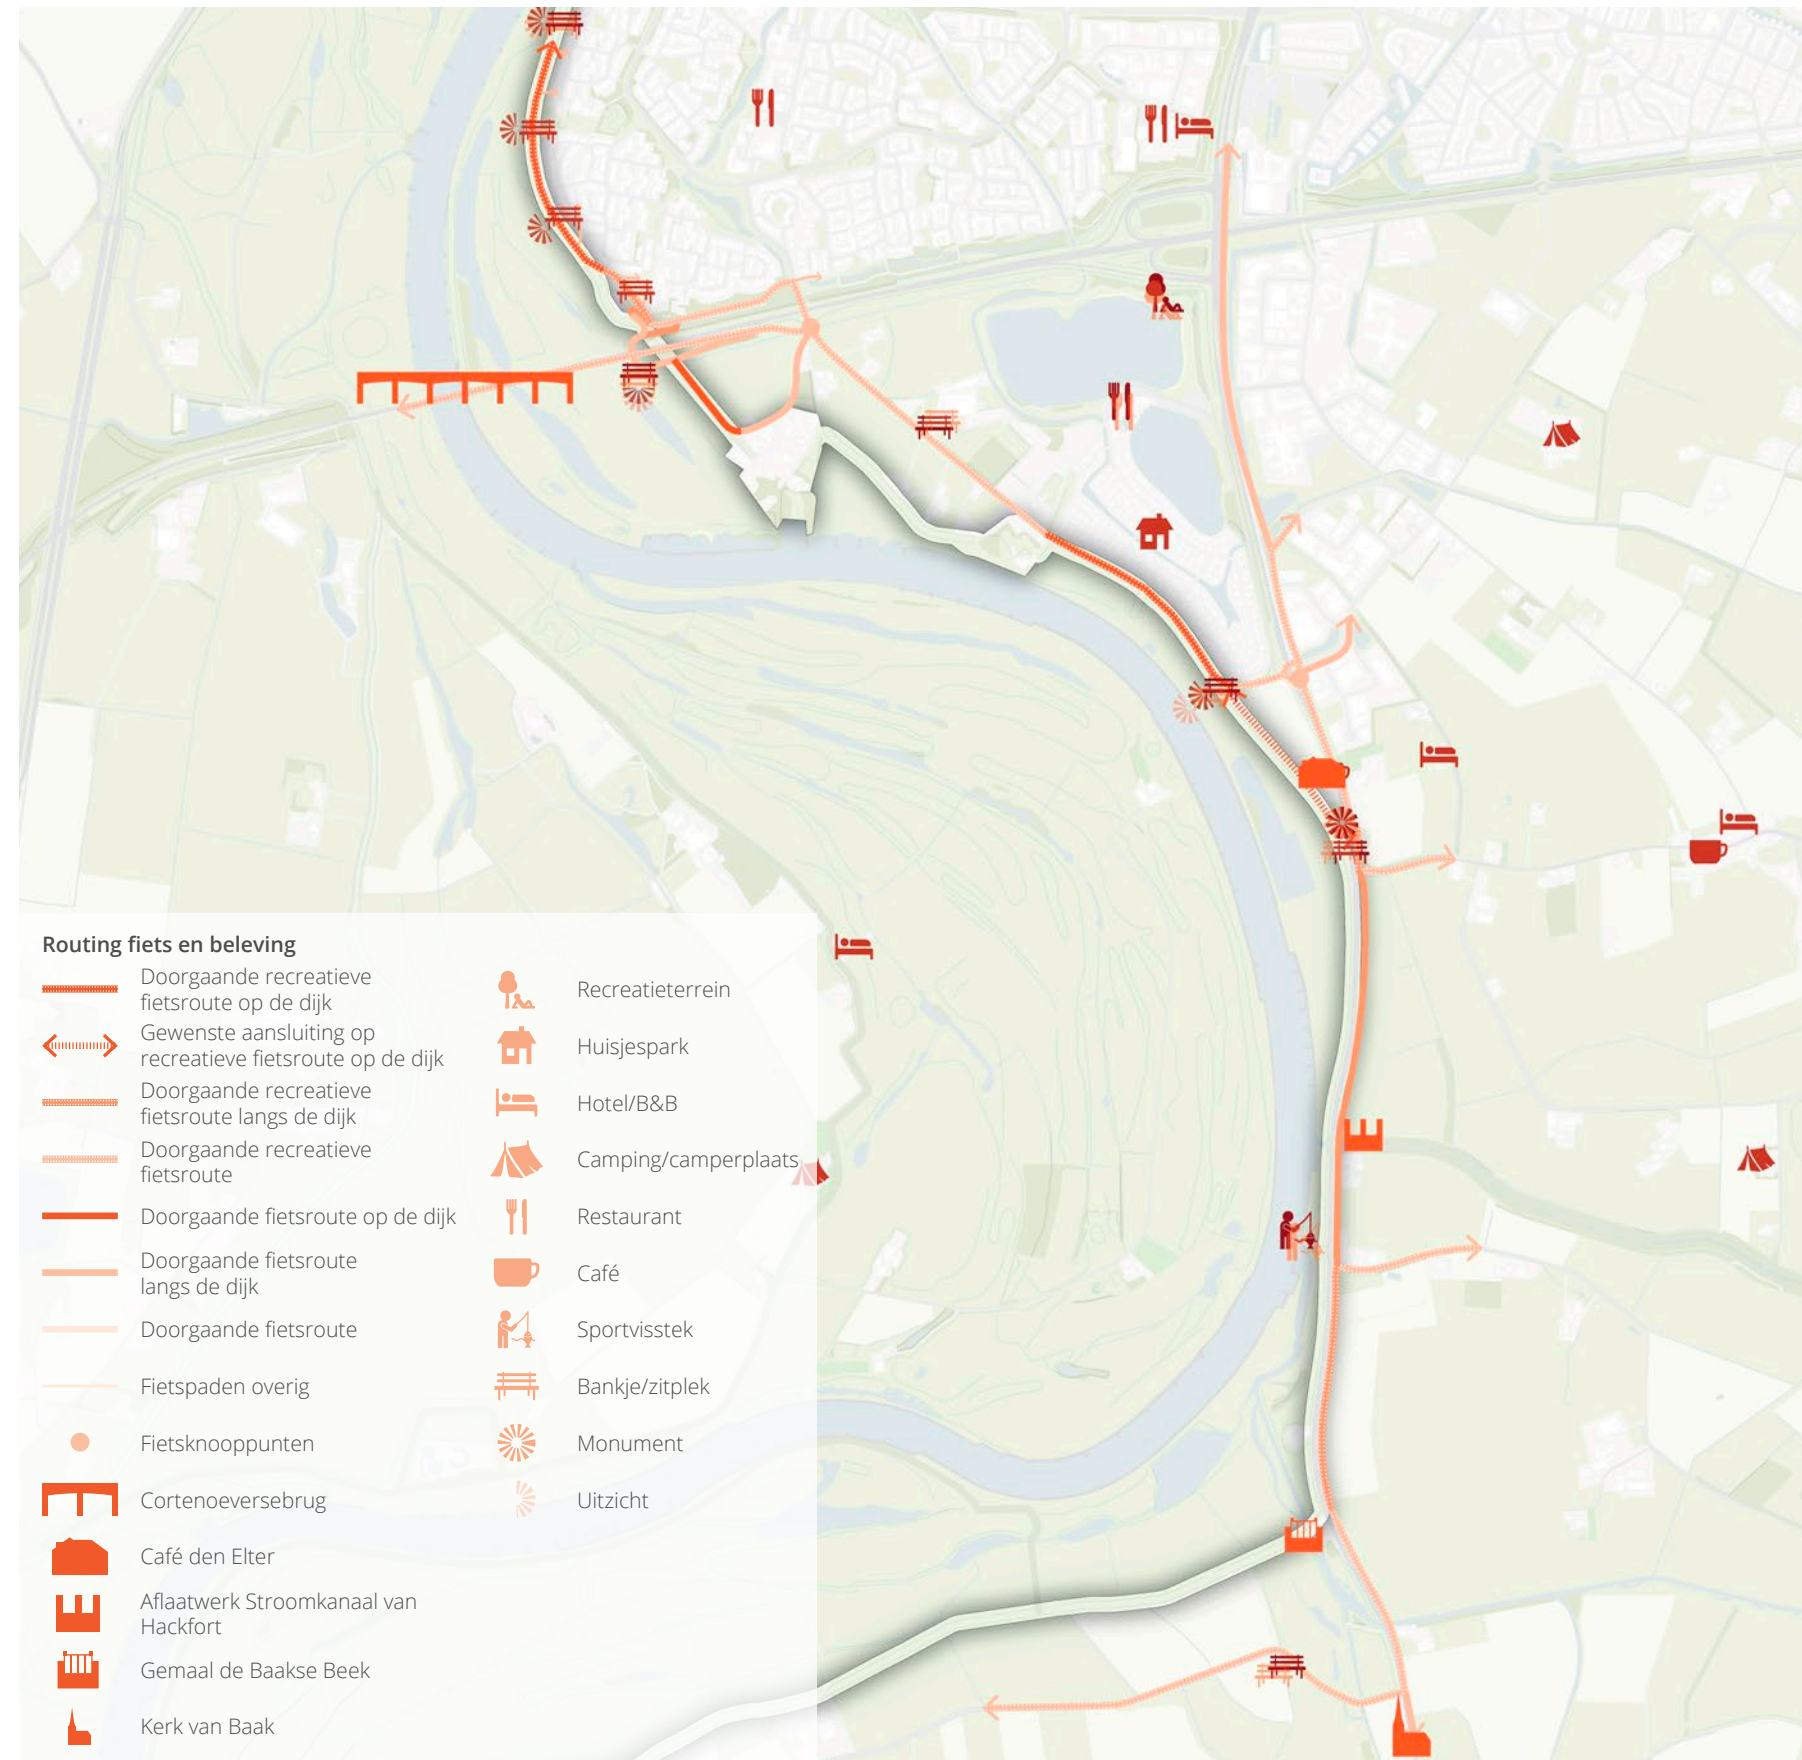 Routing fiets en beleving
Doorgaande recreatieve
fietsroute op de dijk
Gewenste aansluiting op
recreatieve fietsroute op de dijk
Doorgaande recreatieve
fietsroute langs de dijk
Doorgaande recreatieve
fietsroute
Doorgaande fietsroute op de dijk
Doorgaande fietsroute
langs de dijk
Doorgaande fietsroute
Fietspaden overig
Fietsknooppunten
Cortenoeversebrug
Café den Elter
Aflaatwerk Stroomkanaal van
Hackfort
Gemaal de Baakse Beek
Kerk van Baak
Recreatieterrein
Huisjespark
Hotel/B&B
Camping/camperplaats
Restaurant
Café
Sportvisstek
Bankje/zitplek
Monument
Uitzicht